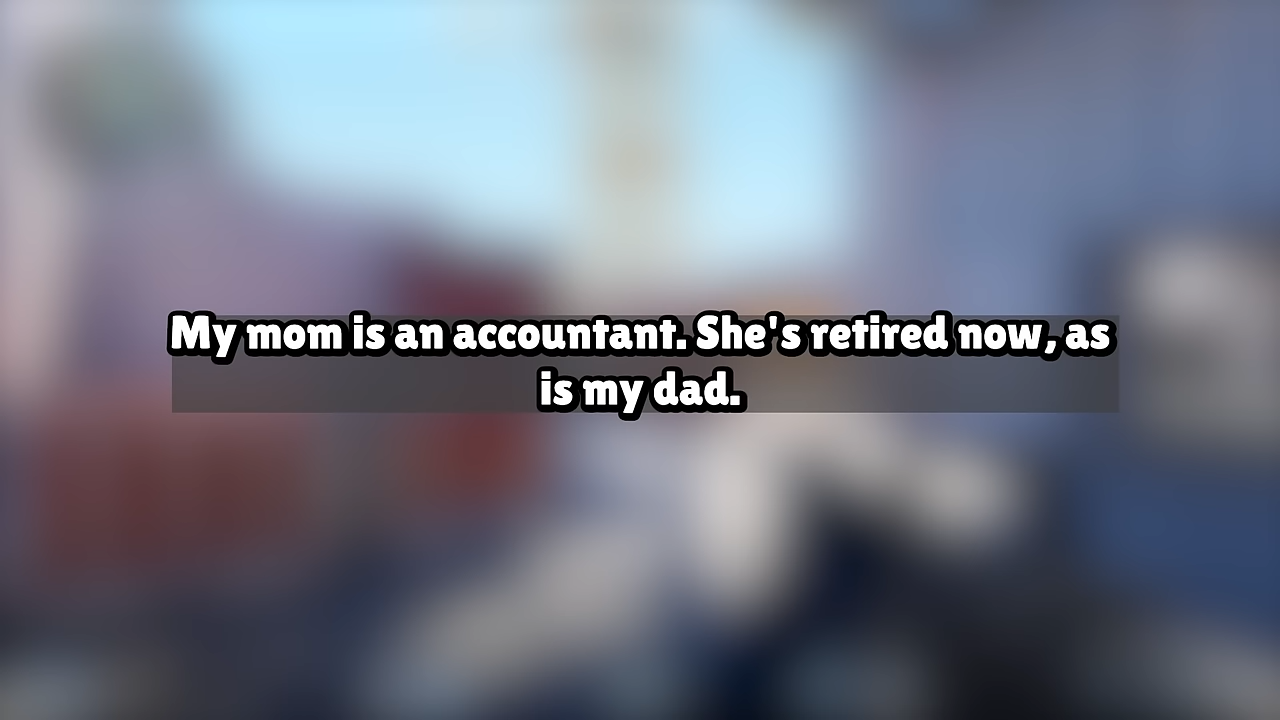 My mom is an accountant. She's retired now, as
is my dad.